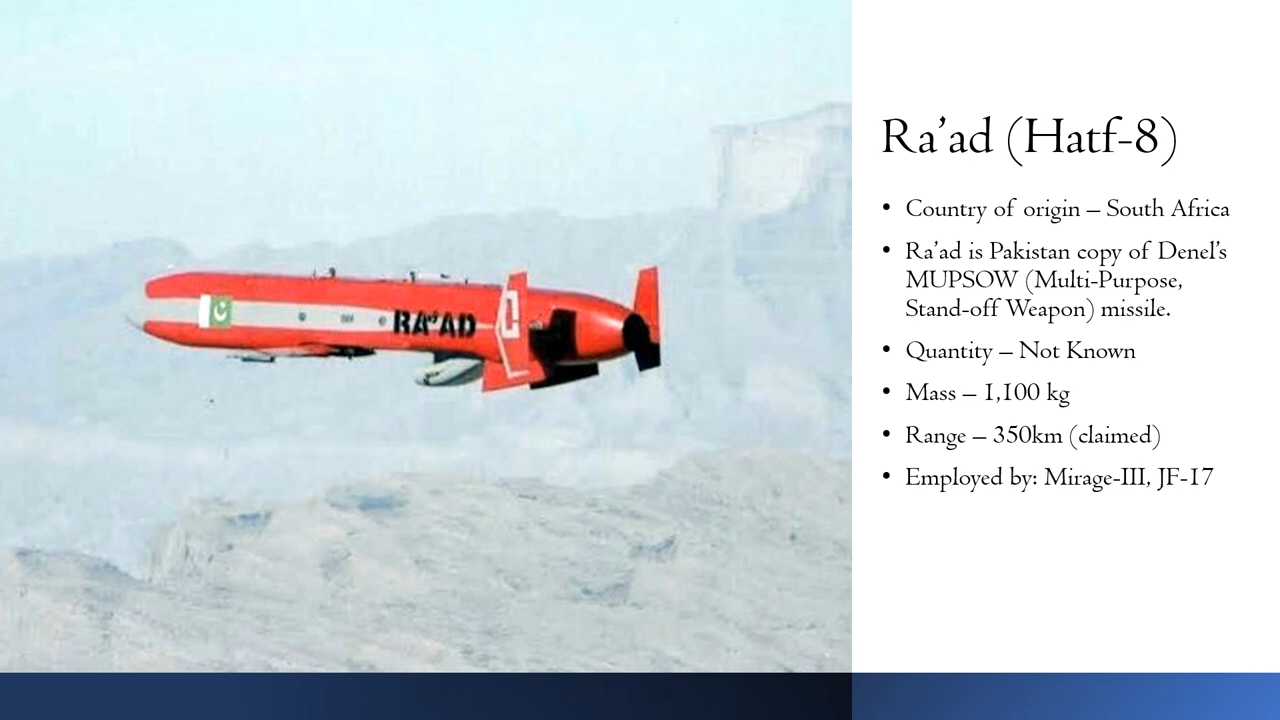 RA'AD
Ra’ad (Hatf-8)
• Country of origin – South Africa
• Ra’ad is Pakistan copy of Denel’s
MUPSOW (Multi-Purpose,
Stand-off Weapon) missile.
• Quantity – Not Known
• Mass – 1,100 kg
• Range – 350km (claimed)
• Employed by: Mirage-III, JF-17